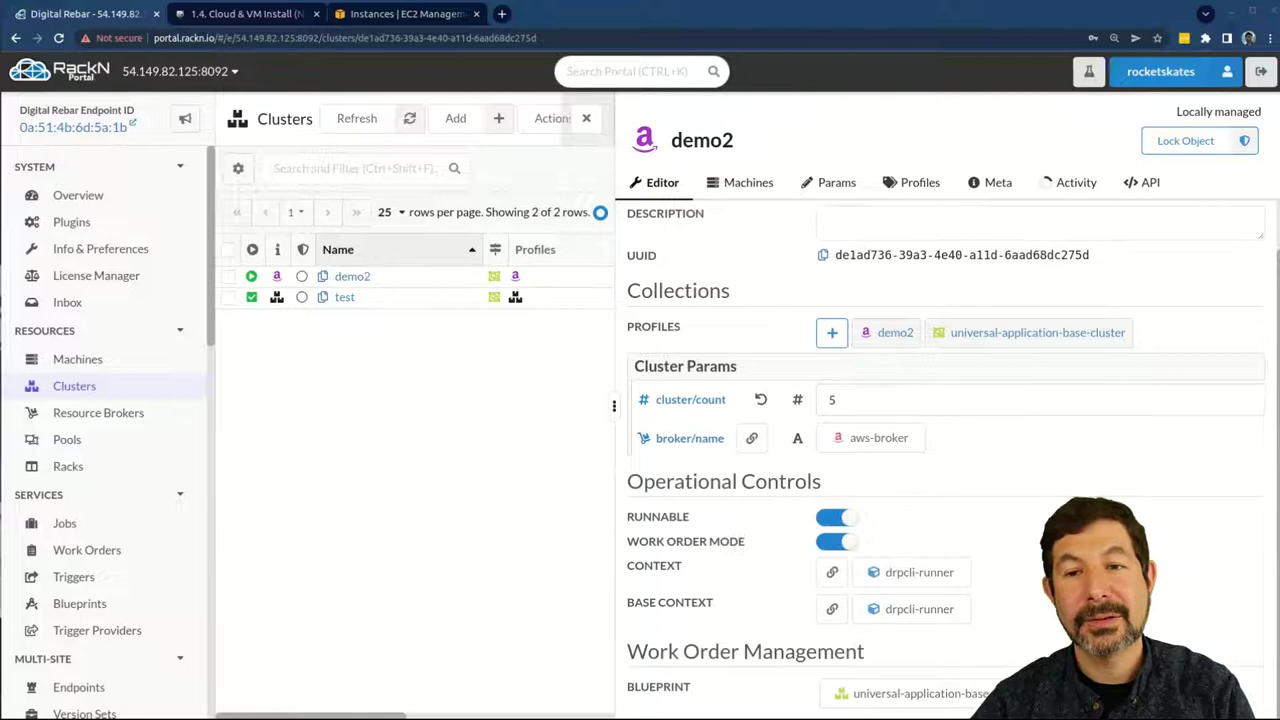 Digital Rebar - 54.149.82.
1.4. Cloud & VM Install (N
Instances | EC2 Managem
Not secure
portal.rackn.io/#/e/54.149.82.125:8092/clusters/de1ad736-39a3-4e40-a11d-6aad68dc275d
RackN
Portal
54.149.82.125:8092
Search Portal (CTRL+K)
rocketskates
Digital Rebar Endpoint ID
0a:51:4b:6d:5a:1b
SYSTEM
Overview
Plugins
Info & Preferences
License Manager
Inbox
RESOURCES
Machines
Clusters
Resource Brokers
Pools
Racks
SERVICES
Jobs
Work Orders
Triggers
Blueprints
Trigger Providers
MULTI-SITE
Endpoints
Version Sets
Clusters
Refresh
Add
Actions
Search and Filter (Ctrl+Shift+F)
1
25 rows per page. Showing 2 of 2 rows.
Name
Profiles
demo2
test
Locally managed
demo2
Lock Object
Editor
Machines
Params
Profiles
Meta
Activity
API
DESCRIPTION
UUID
de1ad736-39a3-4e40-a11d-6aad68dc275d
Collections
PROFILES
demo2
universal-application-base-cluster
Cluster Params
cluster/count
5
broker/name
A
aws-broker
Operational Controls
RUNNABLE
WORK ORDER MODE
CONTEXT
drpcli-runner
BASE CONTEXT
drpcli-runner
Work Order Management
BLUEPRINT
universal-application-base